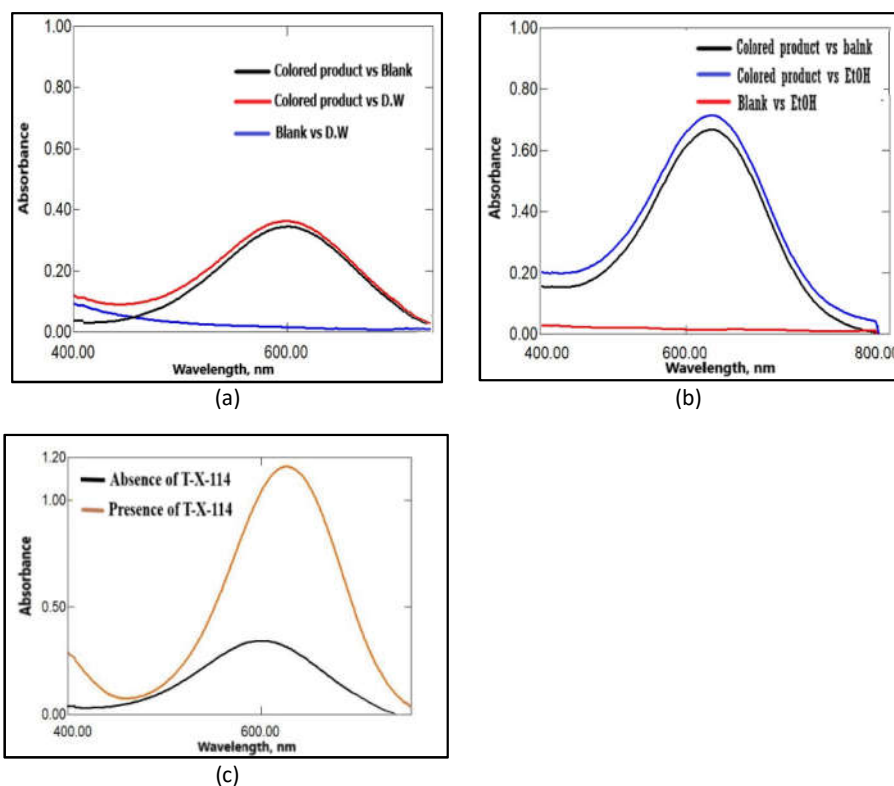 1.00
0.80
0.60
0.40
0.20
0.00
Absorbance
Colored product vs Blank
Colored product vs D.W
Blank vs D.W
400.00
600.00
Wavelength, nm
(a)
1.00
0.80
0.60
0.40
0.20
0.00
Absorbance
Colored product vs balnk
Colored product vs EtOH
Blank vs EtOH
400.00
600.00
800.00
Wavelength, nm
(b)
1.20
1.00
0.50
0.00
Absorbance
Absence of T-X-114
Presence of T-X-114
400.00
600.00
Wavelength, nm
(c)